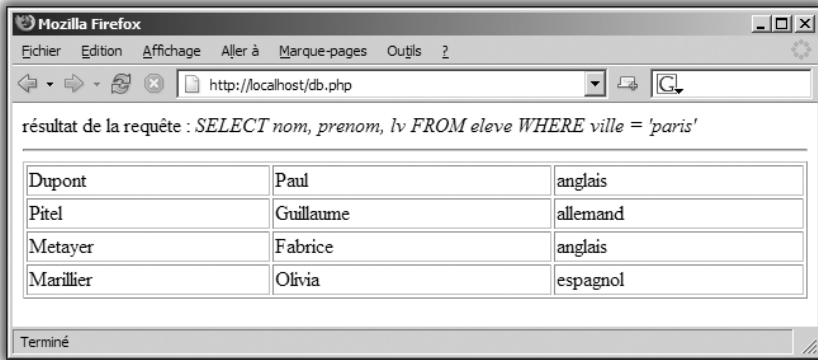 Mozilla Firefox
Fichier Edition Affichage Aller à Marque-pages Outils ?
http://localhost/db.php G
résultat de la requête : SELECT nom, prenom, lv FROM eleve WHERE ville = 'paris'
Dupont Paul anglais
Pitel Guillaume allemand
Metayer Fabrice anglais
Marillier Olivia espagnol
Terminé